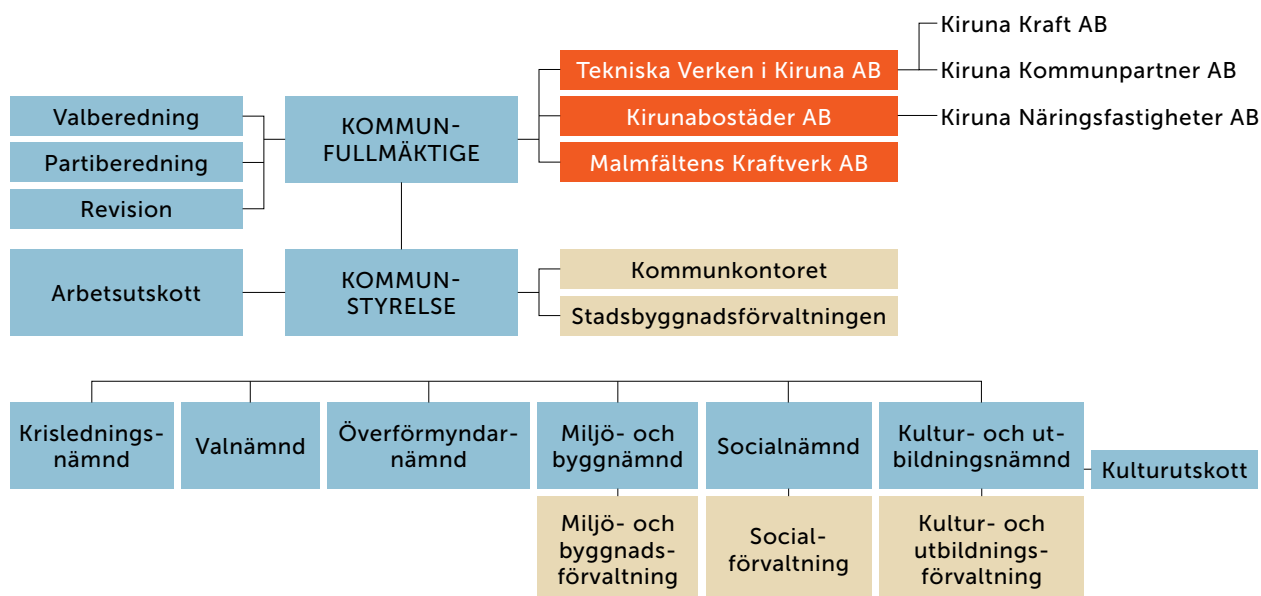 Kiruna Kraft AB
Tekniska Verken i Kiruna AB
Kiruna Kommunpartner AB
Valberedning
KOMMUN-
FULLMÄKTIGE
Kirunabostäder AB
Kiruna Näringsfastigheter AB
Partiberedning
Malmfältens Kraftverk AB
Revision
Arbetsutskott
KOMMUN-
STYRELSE
Kommunkontoret
Stadsbyggnadsförvaltningen
Krislednings-
nämnd
Valnämnd
Överförmyndar-
nämnd
Miljö- och
byggnämnd
Socialnämnd
Kultur- och ut-
bildningsnämnd
Kulturutskott
Miljö- och
byggnads-
förvaltning
Social-
förvaltning
Kultur- och
utbildnings-
förvaltning